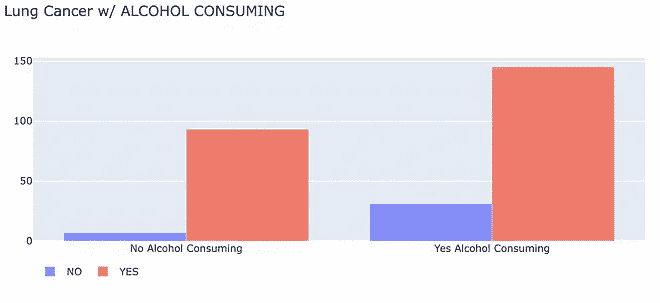 Lung Cancer w/ ALCOHOL CONSUMING
150
100
50
0
No Alcohol Consuming
Yes Alcohol Consuming
NO
YES